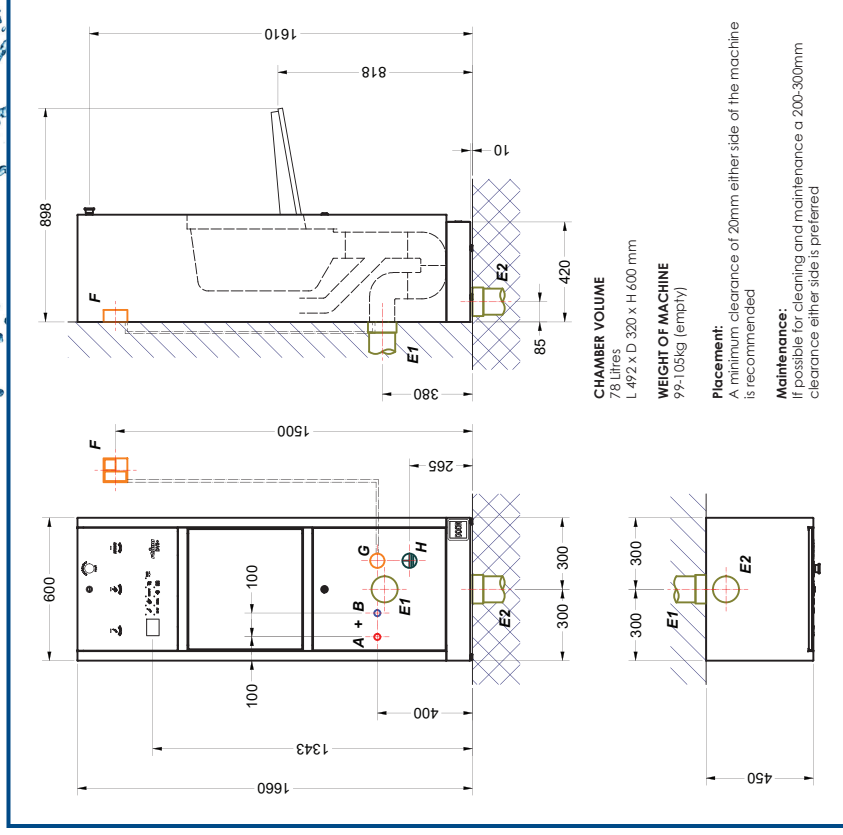 600
F
1500
265
G
H
100
B
+
A
E1
E2
100
400
1343
1660
300
300
898
F
1610
818
10
420
E2
85
E1
380
E1
E2
300
300
450
CHAMBER VOLUME
78 Litres
L 492 x D 320 x H 600 mm
WEIGHT OF MACHINE
99-105kg (empty)
Placement:
A minimum clearance of 20mm either side of the machine
is recommended
Maintenance:
If possible for cleaning and maintenance a 200-300mm
clearance either side is preferred